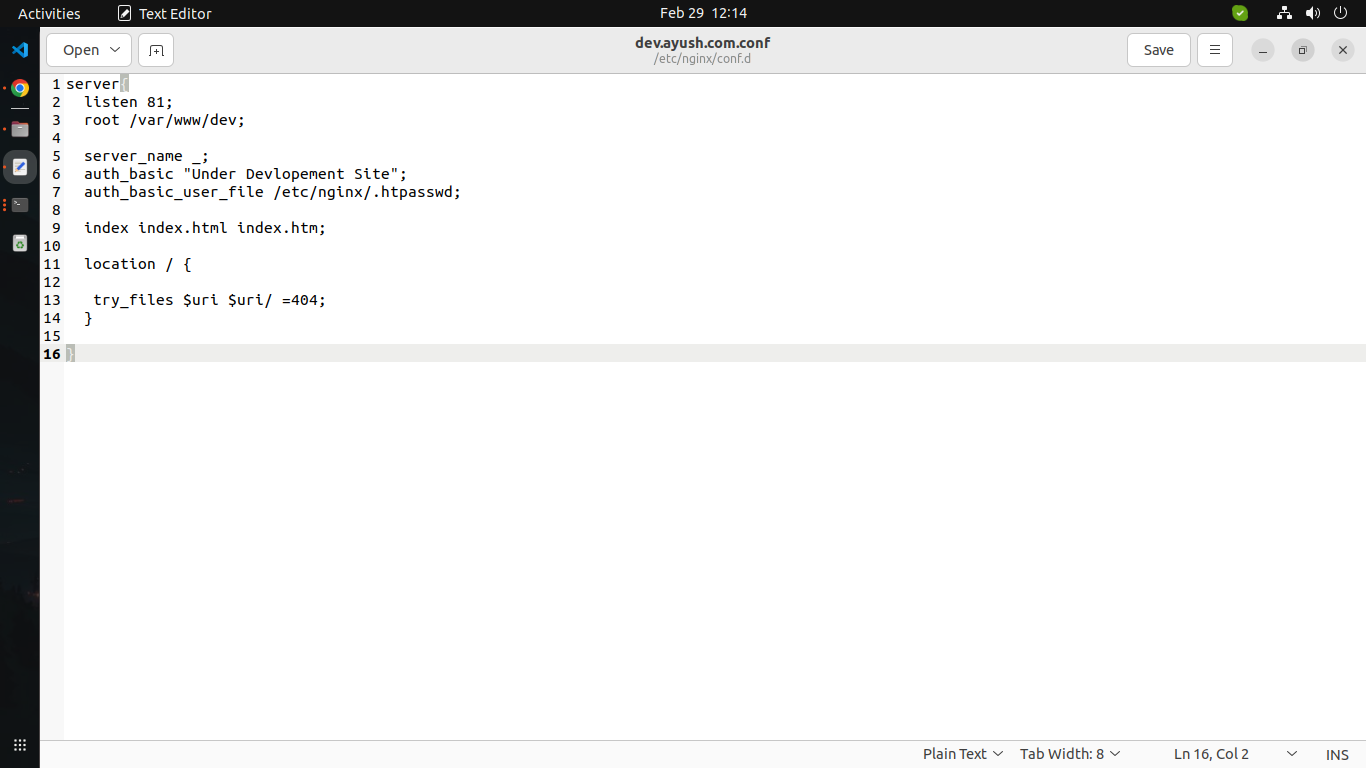 Activities Text Editor Feb 29 12:14
Open dev.ayush.com.conf Save
/etc/nginx/conf.d
1 server{
2 listen 81;
3 root /var/www/dev;
4
5 server_name _;
6 auth_basic "Under Devlopement Site";
7 auth_basic_user_file /etc/nginx/.htpasswd;
8
9 index index.html index.htm;
10
11 location / {
12
13 try_files $uri $uri/ =404;
14 }
15
16 }
Plain Text Tab Width: 8 Ln 16, Col 2 INS